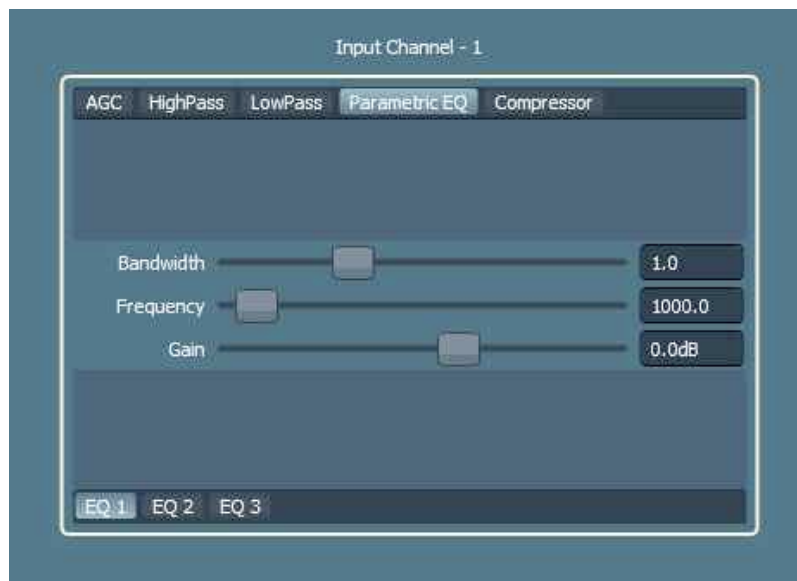 Input Channel - 1
AGC HighPass LowPass Parametric EQ Compressor
Bandwidth 1.0
Frequency 1000.0
Gain 0.0dB
EQ 1 EQ 2 EQ 3